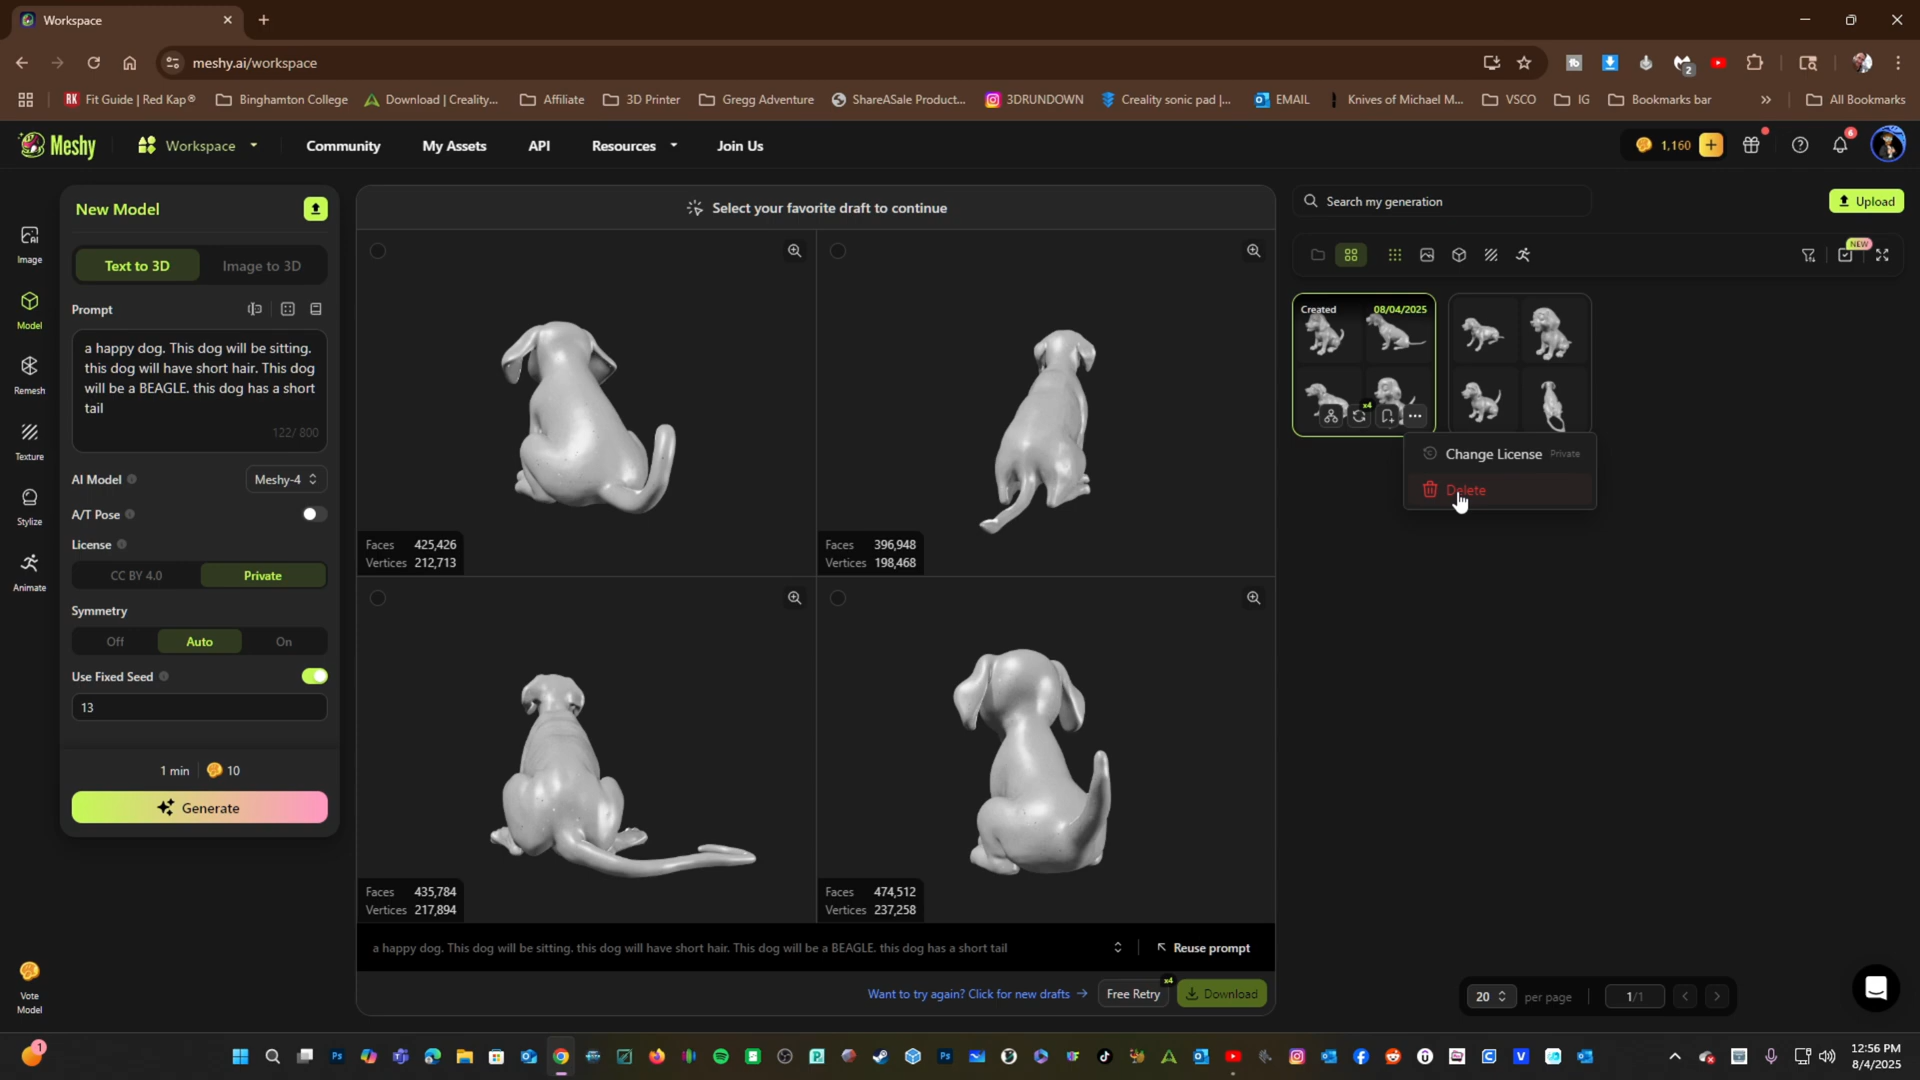 Workspace
meshy.ai/workspace
2
RK Fit Guide | Red Kap®
Binghamton College
Download | Creality...
Affiliate
3D Printer
Gregg Adventure
ShareASale Product...
3DRUNDOWN
Creality sonic pad |...
EMAIL
Knives of Michael M...
VSCO
IG
Bookmarks bar
»
All Bookmarks
Meshy
Workspace
Community
My Assets
API
Resources
Join Us
1,160
6
New Model
Text to 3D
Image to 3D
Prompt
a happy dog. This dog will be sitting.
this dog will have short hair. This dog
will be a BEAGLE. this dog has a short
tail
122/ 800
AI Model
Meshy-4
A/T Pose
License
CC BY 4.0
Private
Symmetry
Off
Auto
On
Use Fixed Seed
13
1 min
10
Generate
Image
Model
Remesh
Texture
Stylize
Animate
Vote
Model
Select your favorite draft to continue
Faces 425,426
Vertices 212,713
Faces 396,948
Vertices 198,468
Faces 435,784
Vertices 217,894
Faces 474,512
Vertices 237,258
a happy dog. This dog will be sitting. this dog will have short hair. This dog will be a BEAGLE. this dog has a short tail
Reuse prompt
Want to try again? Click for new drafts →
Free Retry
x4
Download
Search my generation
Upload
NEW
Created
08/04/2025
x4
Change License
Private
Delete
20
per page
1/1
1
12:56 PM
8/4/2025